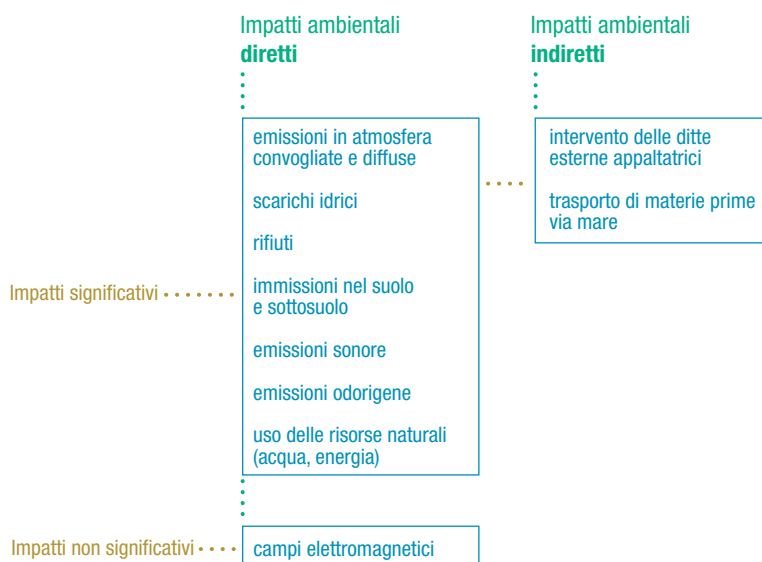 Impatti ambientali
diretti
Impatti ambientali
indiretti
Impatti significativi
emissioni in atmosfera
convogliate e diffuse
scarichi idrici
rifiuti
immissioni nel suolo
e sottosuolo
emissioni sonore
emissioni odorigene
uso delle risorse naturali
(acqua, energia)
intervento delle ditte
esterne appaltatrici
trasporto di materie prime
via mare
Impatti non significativi
campi elettromagnetici